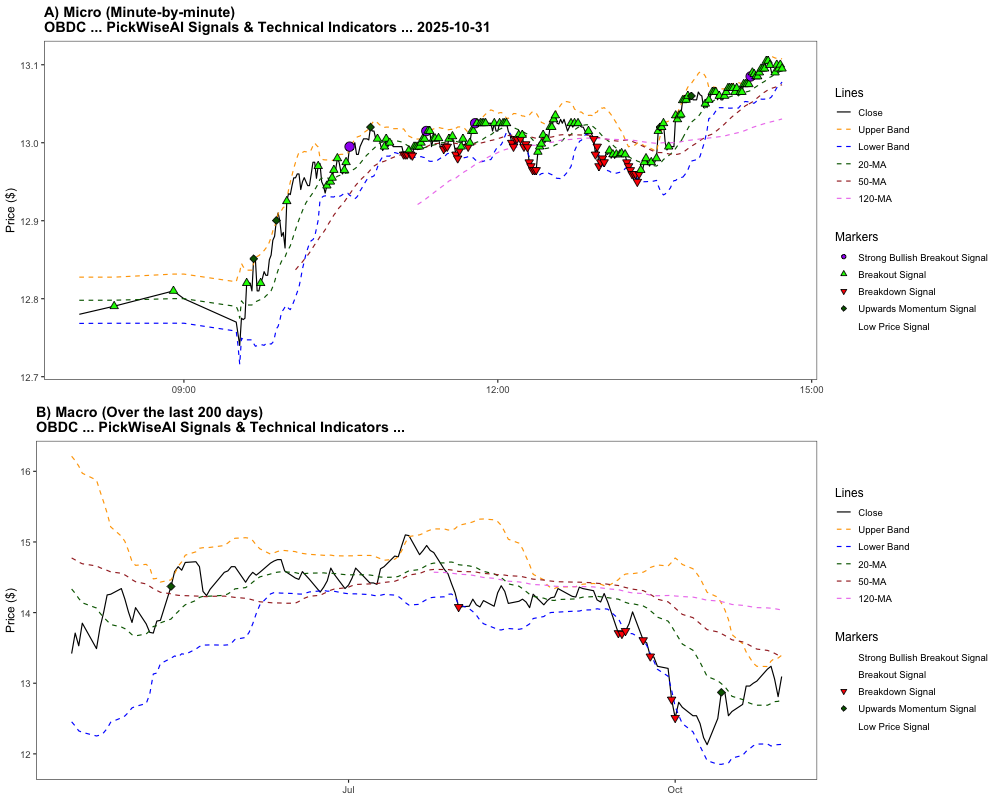 A) Micro (Minute-by-minute)
OBDC ... PickWiseAI Signals & Technical Indicators ... 2025-10-31
Price ($)
13.1
13.0
12.9
12.8
12.7
09:00
12:00
15:00
Lines
Close
Upper Band
Lower Band
20-MA
50-MA
120-MA
Markers
Strong Bullish Breakout Signal
Breakout Signal
Breakdown Signal
Upwards Momentum Signal
Low Price Signal
B) Macro (Over the last 200 days)
OBDC ... PickWiseAI Signals & Technical Indicators ...
Price ($)
16
15
14
13
12
Jul
Oct
Lines
Close
Upper Band
Lower Band
20-MA
50-MA
120-MA
Markers
Strong Bullish Breakout Signal
Breakout Signal
Breakdown Signal
Upwards Momentum Signal
Low Price Signal